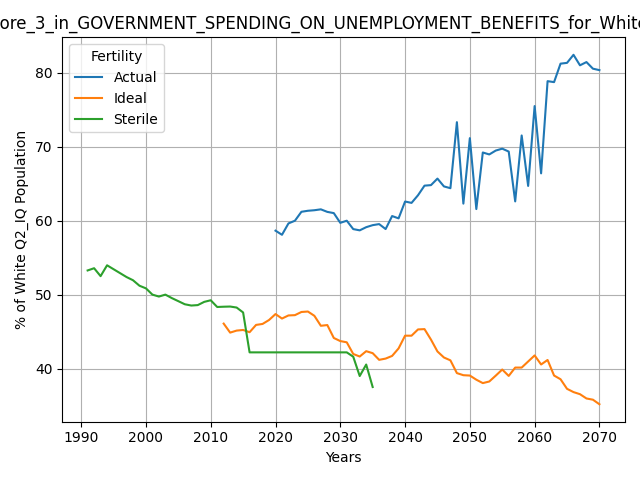 ore_3_in_GOVERNMENT_SPENDING_ON_UNEMPLOYMENT_BENEFITS_for_White
Fertility
Actual
Ideal
Sterile
% of White Q2_IQ Population
80
70
60
50
40
1990
2000
2010
2020
2030
2040
2050
2060
2070
Years